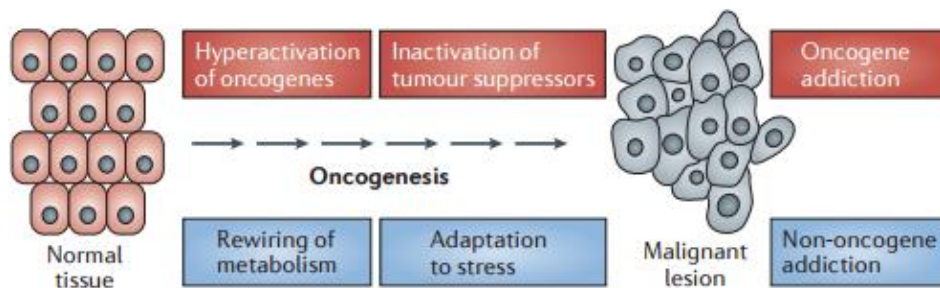 Hyperactivation
of oncogenes
Inactivation of
tumour suppressors
Oncogene
addiction
Oncogenesis
Normal
tissue
Rewiring of
metabolism
Adaptation
to stress
Malignant
lesion
Non-oncogene
addiction